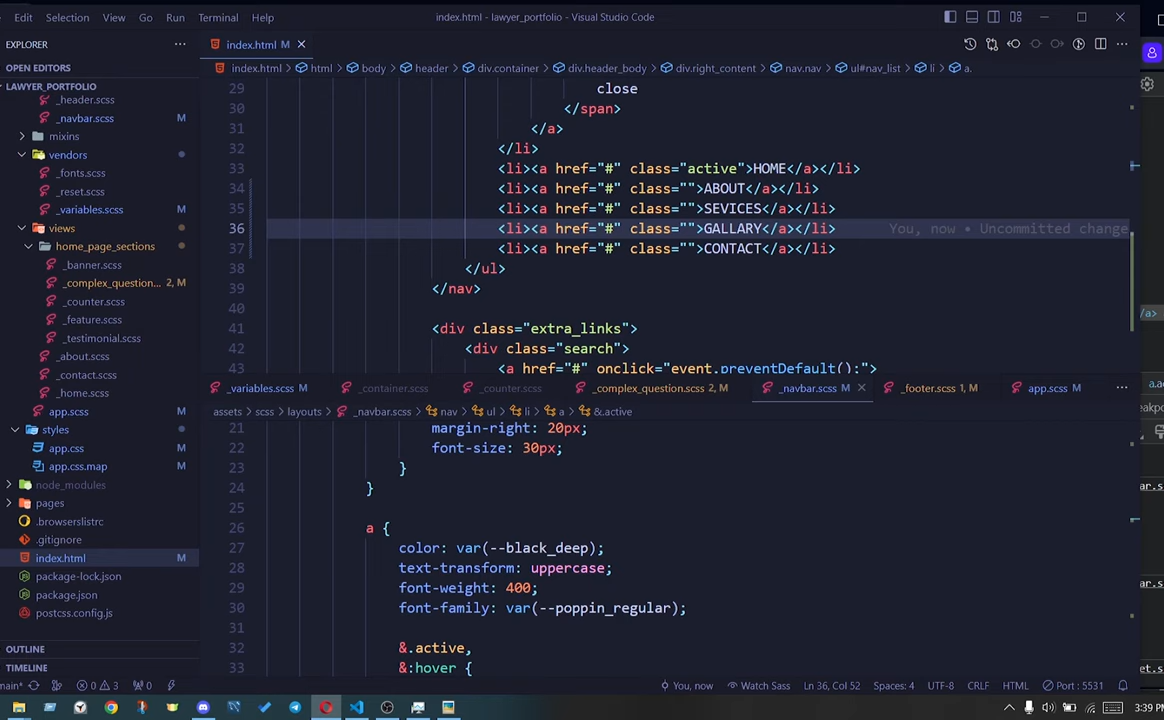 Edit Selection View Go Run Terminal Help
index.html - lawyer_portfolio - Visual Studio Code
EXPLORER
OPEN EDITORS
LAWYER_PORTFOLIO
_header.scss
_navbar.scss M
mixins
vendors
_fonts.scss
_reset.scss
_variables.scss M
views
home_page_sections
_banner.scss
_complex_question... 2, M
_counter.scss
_feature.scss
_testimonial.scss
_about.scss
_contact.scss
_home.scss
app.scss M
styles
app.css M
app.css.map M
node_modules
pages
.browserslistrc
.gitignore
index.html M
package-lock.json
package.json
postcss.config.js
OUTLINE
TIMELINE
index.html M
index.html > html > body > header > div.container > div.header_body > div.right_content > nav.nav > ul#nav_list > li > a.
29 close
30 </span>
31 </a>
32 </li>
33 <li><a href="#" class="active">HOME</a></li>
34 <li><a href="#" class="">ABOUT</a></li>
35 <li><a href="#" class="">SEVICES</a></li>
36 <li><a href="#" class="">GALLARY</a></li> You, now • Uncommitted change
37 <li><a href="#" class="">CONTACT</a></li>
38 </ul>
39 </nav>
40
41 <div class="extra_links">
42 <div class="search">
43 <a href="#" onclick="event.preventDefault();">
_variables.scss M _container.scss _counter.scss _complex_question.scss 2, M _navbar.scss M _footer.scss 1, M app.scss M
assets > scss > layouts > _navbar.scss > nav > ul > li > a > &.active
21 margin-right: 20px;
22 font-size: 30px;
23 }
24 }
25
26 a {
27 color: var(--black_deep);
28 text-transform: uppercase;
29 font-weight: 400;
30 font-family: var(--poppin_regular);
31
32 &.active,
33 &:hover {
main* 0 3 0 You, now Watch Sass Ln 36, Col 52 Spaces: 4 UTF-8 CRLF HTML Port : 5531
3:39 PM
/a>